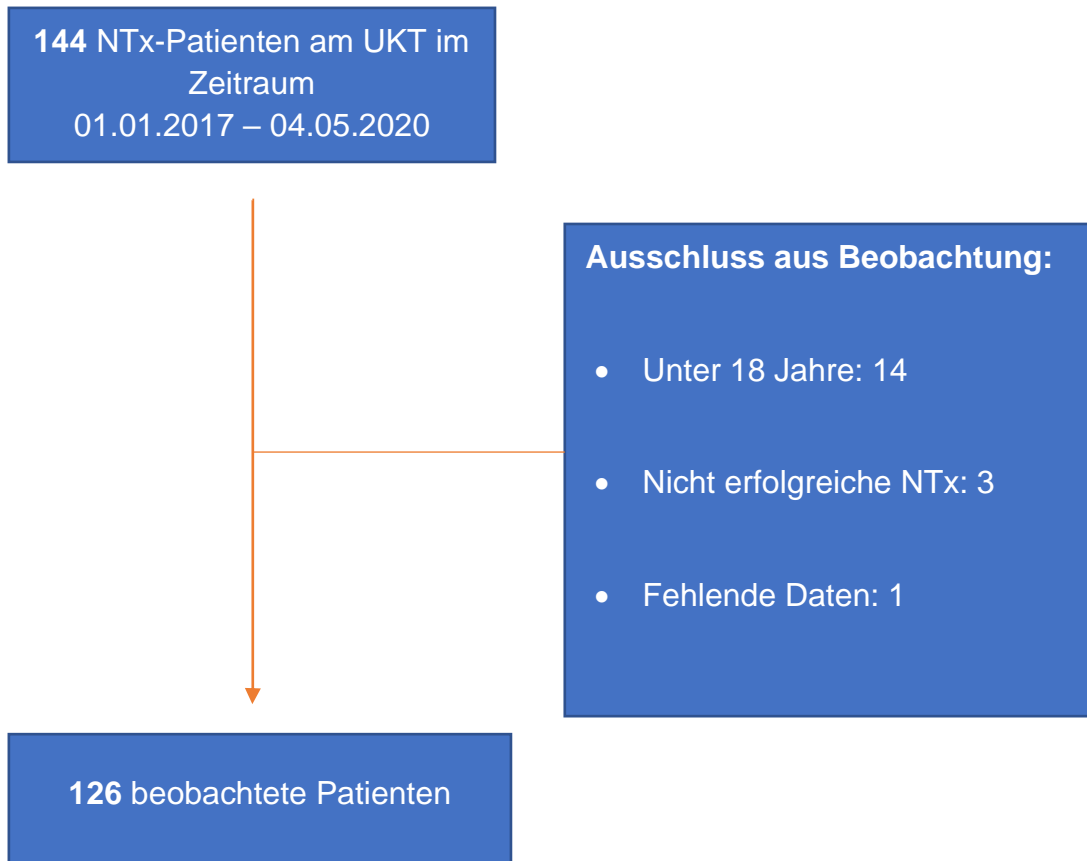 144 NTx-Patienten am UKT im
Zeitraum
01.01.2017 – 04.05.2020
Ausschluss aus Beobachtung:
• Unter 18 Jahre: 14
• Nicht erfolgreiche NTx: 3
• Fehlende Daten: 1
126 beobachtete Patienten